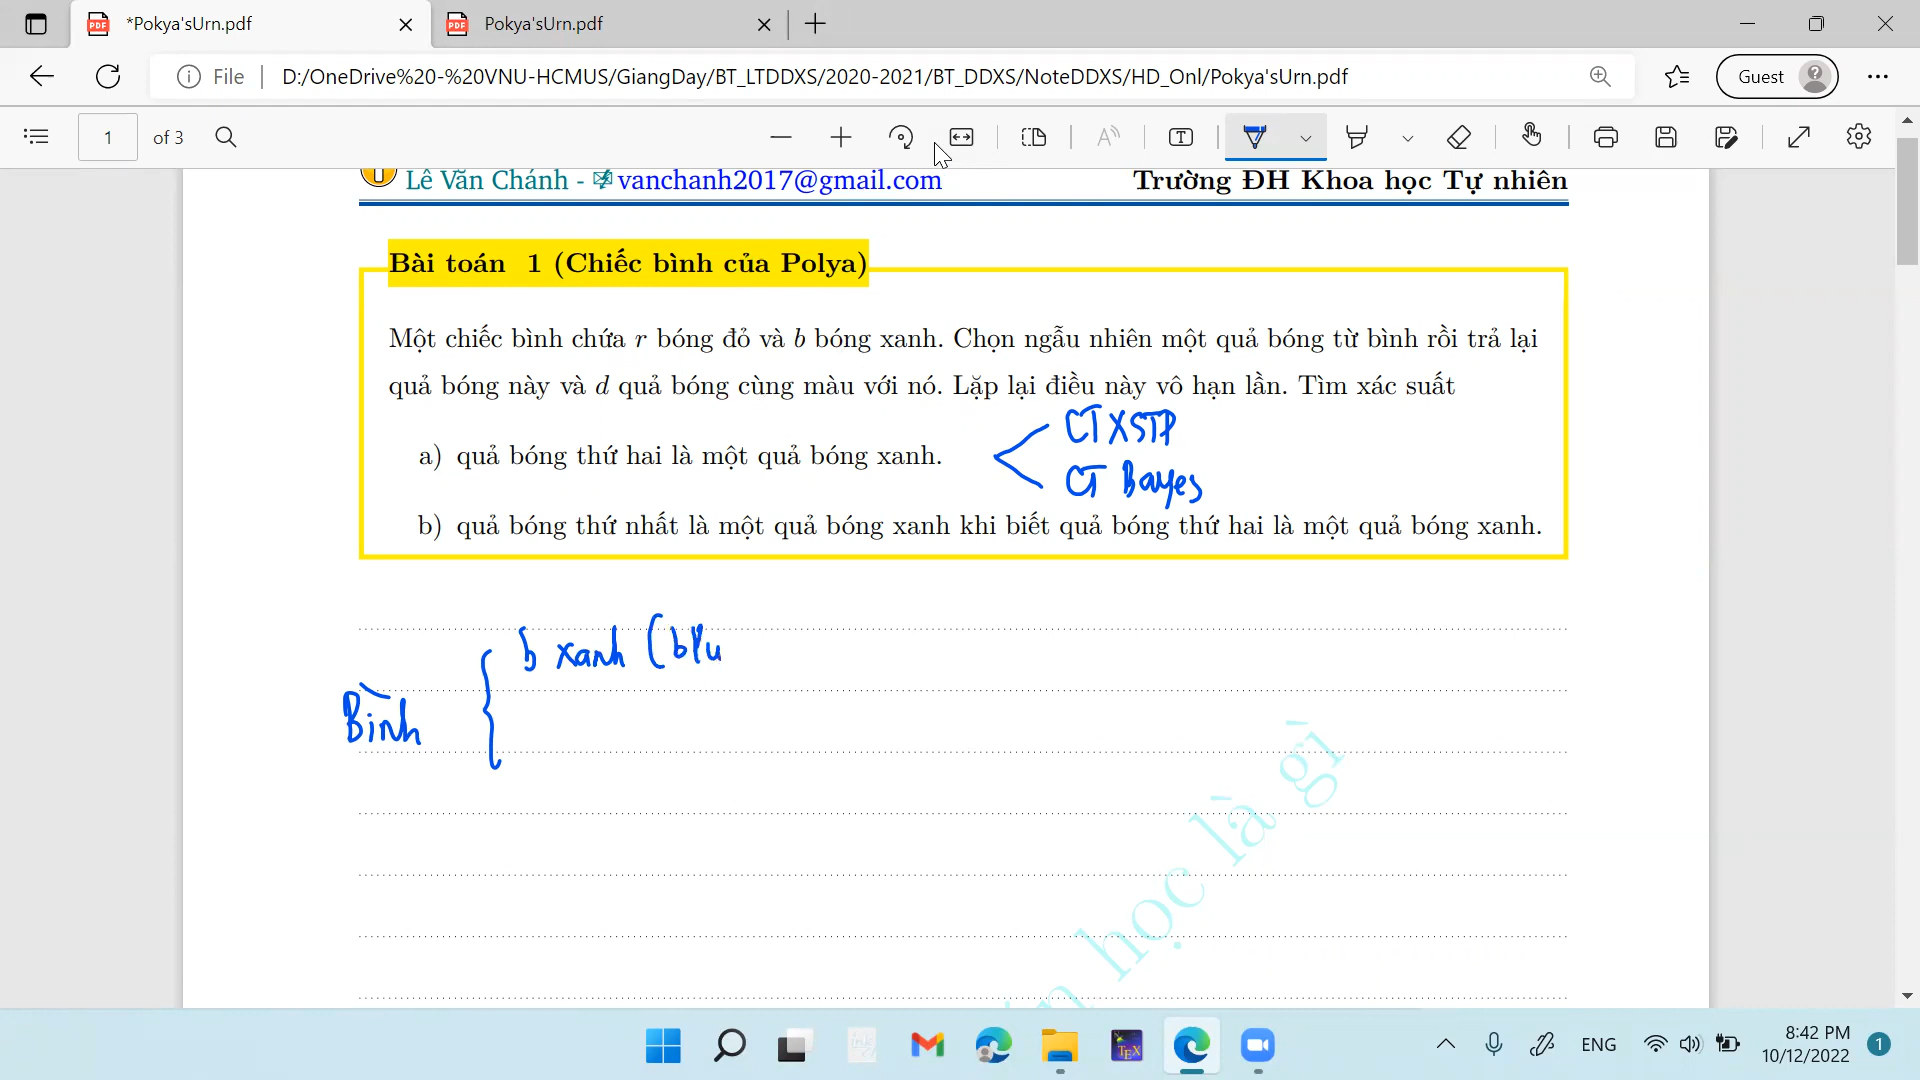 *Pokya'sUrn.pdf
Pokya'sUrn.pdf
File
D:/OneDrive%20-%20VNU-HCMUS/GiangDay/BT_LTDDXS/2020-2021/BT_DDXS/NoteDDXS/HD_Onl/Pokya'sUrn.pdf
Guest
1 of 3
Lê Văn Chánh - vanchanh2017@gmail.com
Trường ĐH Khoa học Tự nhiên
Bài toán 1 (Chiếc bình của Polya)
Một chiếc bình chứa r bóng đỏ và b bóng xanh. Chọn ngẫu nhiên một quả bóng từ bình rồi trả lại
quả bóng này và d quả bóng cùng màu với nó. Lặp lại điều này vô hạn lần. Tìm xác suất
CTXSTP
a) quả bóng thứ hai là một quả bóng xanh.
CT Bayes
b) quả bóng thứ nhất là một quả bóng xanh khi biết quả bóng thứ hai là một quả bóng xanh.
b xanh (blu
Bình
học là gì
ENG
8:42 PM
10/12/2022
1